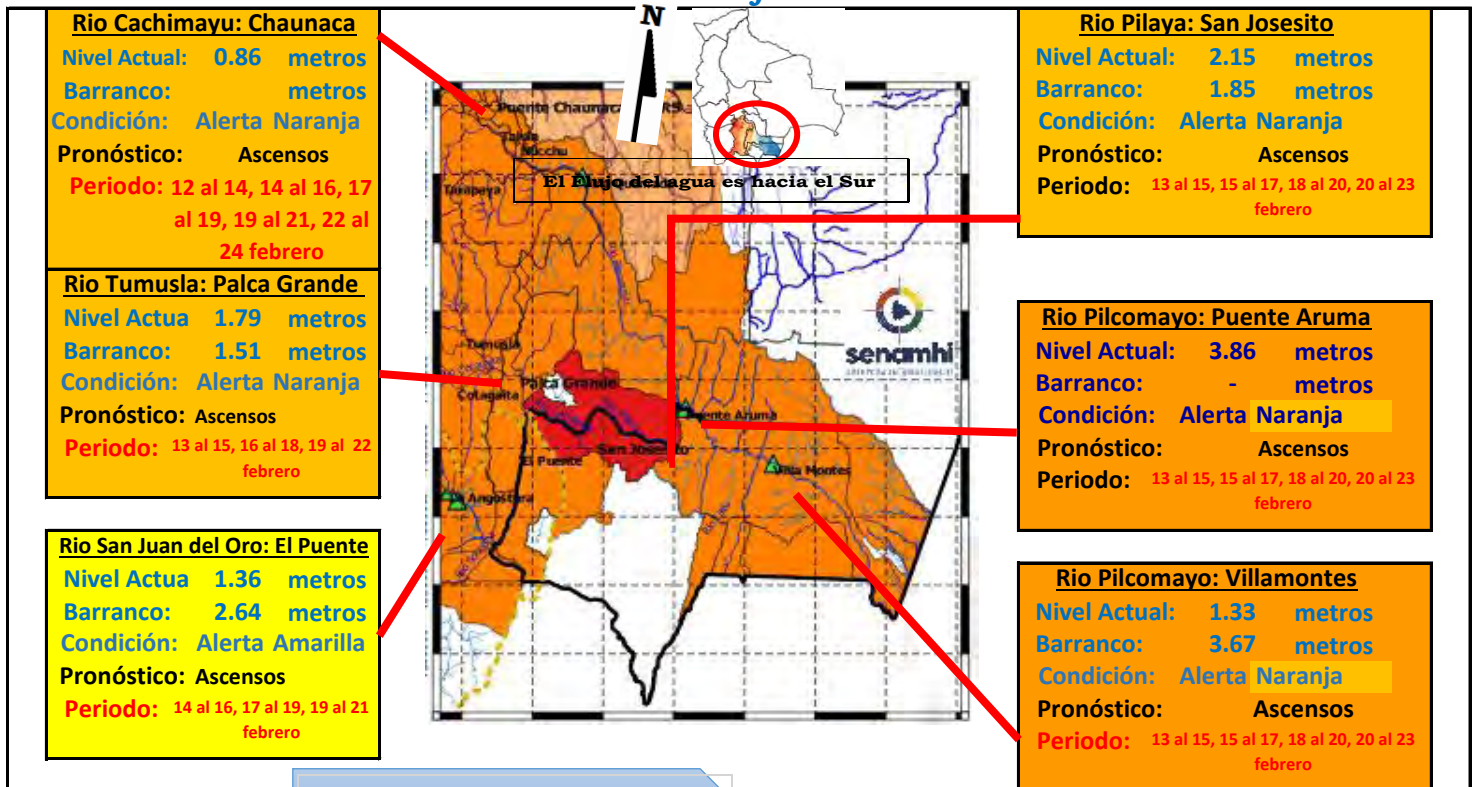 Rio Cachimayu: Chaunaca
Nivel Actual: 0.86 metros
Barranco: metros
Condición: Alerta Naranja
Pronóstico: Ascensos
Periodo: 12 al 14, 14 al 16, 17
al 19, 19 al 21, 22 al
24 febrero
Rio Tumusla: Palca Grande
Nivel Actua 1.79 metros
Barranco: 1.51 metros
Condición: Alerta Naranja
Pronóstico: Ascensos
Periodo: 13 al 15, 16 al 18, 19 al 22
febrero
Rio San Juan del Oro: El Puente
Nivel Actua 1.36 metros
Barranco: 2.64 metros
Condición: Alerta Amarilla
Pronóstico: Ascensos
Periodo: 14 al 16, 17 al 19, 19 al 21
febrero
N
Puente Chaunaca
Tarapaya
El Flujo del agua es hacia el Sur
senamhi
Tumusla
Palca Grande
Cotagaita
Puente Aruma
San Josesito
El Puente
Villa Montes
Angostura
Rio Pilaya: San Josesito
Nivel Actual: 2.15 metros
Barranco: 1.85 metros
Condición: Alerta Naranja
Pronóstico: Ascensos
Periodo: 13 al 15, 15 al 17, 18 al 20, 20 al 23
febrero
Rio Pilcomayo: Puente Aruma
Nivel Actual: 3.86 metros
Barranco: - metros
Condición: Alerta Naranja
Pronóstico: Ascensos
Periodo: 13 al 15, 15 al 17, 18 al 20, 20 al 23
febrero
Rio Pilcomayo: Villamontes
Nivel Actual: 1.33 metros
Barranco: 3.67 metros
Condición: Alerta Naranja
Pronóstico: Ascensos
Periodo: 13 al 15, 15 al 17, 18 al 20, 20 al 23
febrero